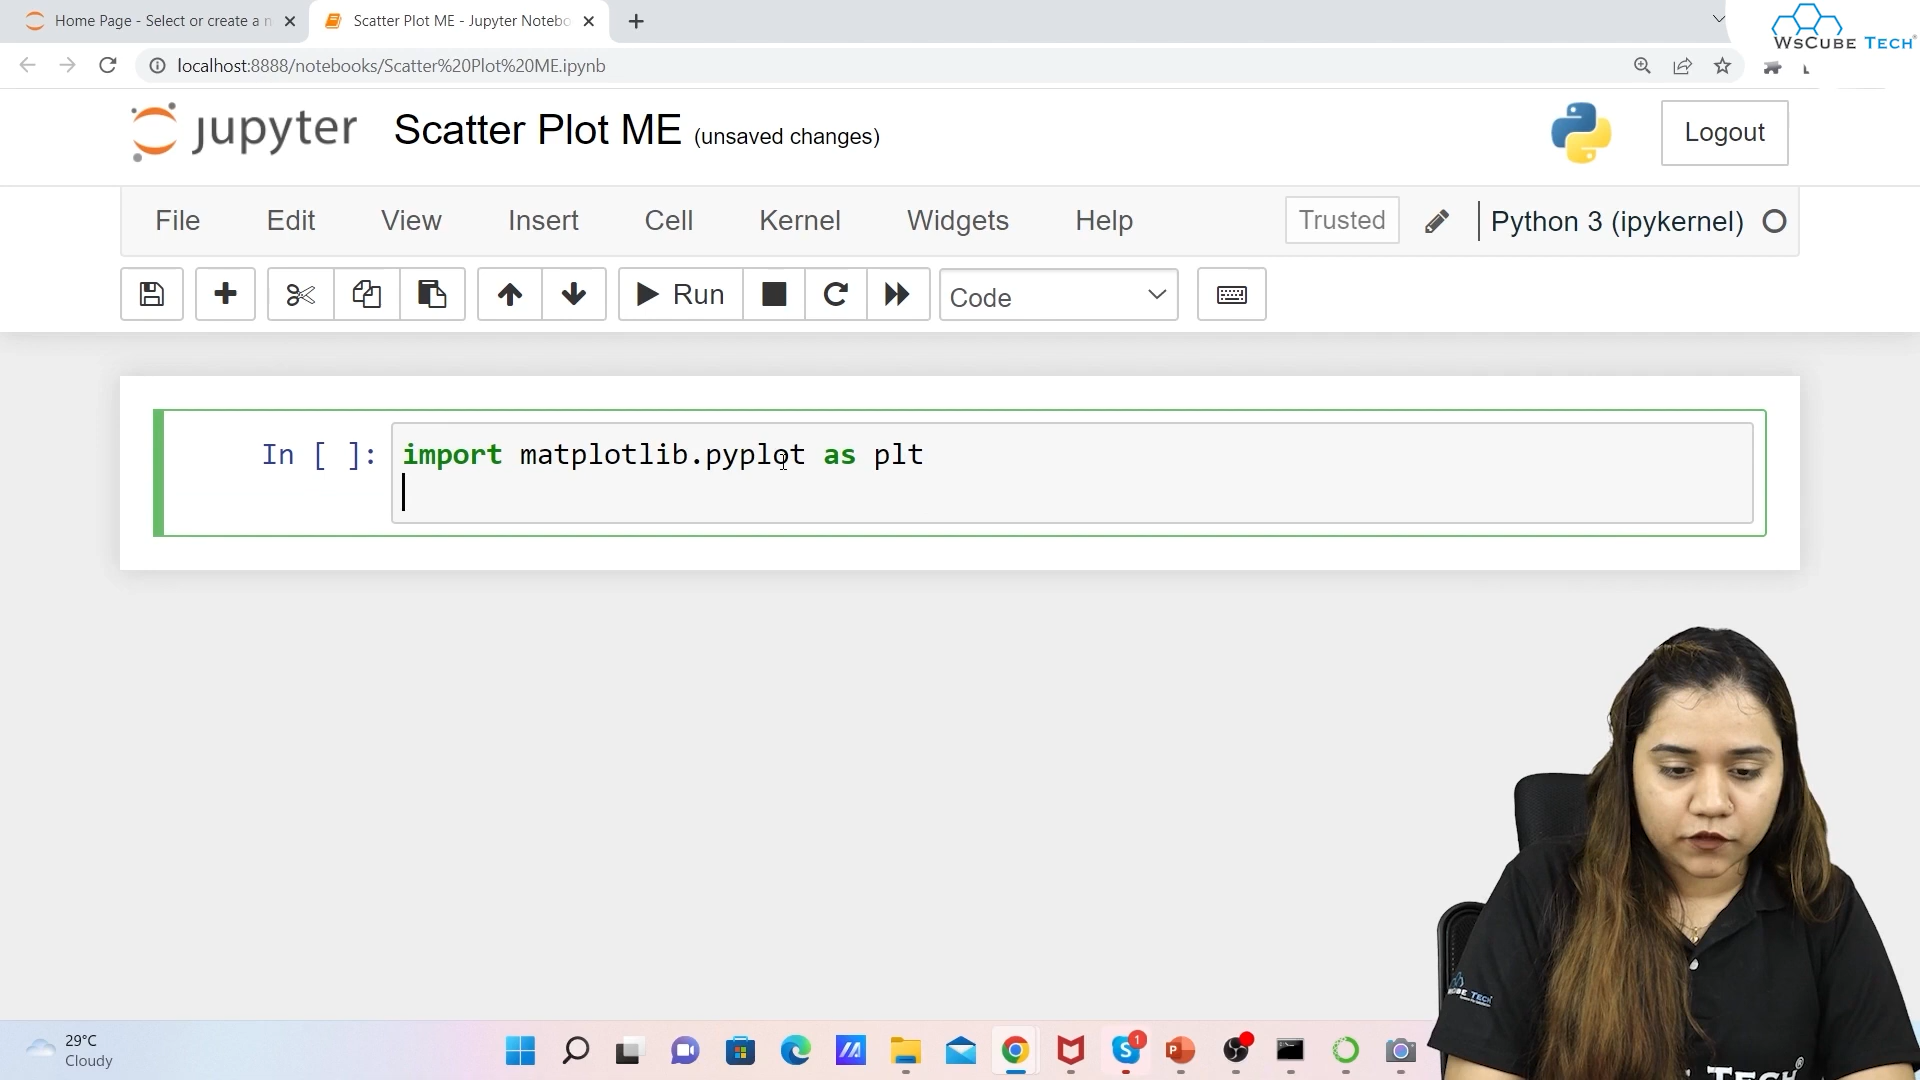 Home Page - Select or create a n
Scatter Plot ME - Jupyter Notebo
WsCube Tech
localhost:8888/notebooks/Scatter%20Plot%20ME.ipynb
jupyter
Scatter Plot ME (unsaved changes)
Logout
File
Edit
View
Insert
Cell
Kernel
Widgets
Help
Trusted
Python 3 (ipykernel)
Run
Code
In [ ]:
import matplotlib.pyplot as plt
29°C
Cloudy
1